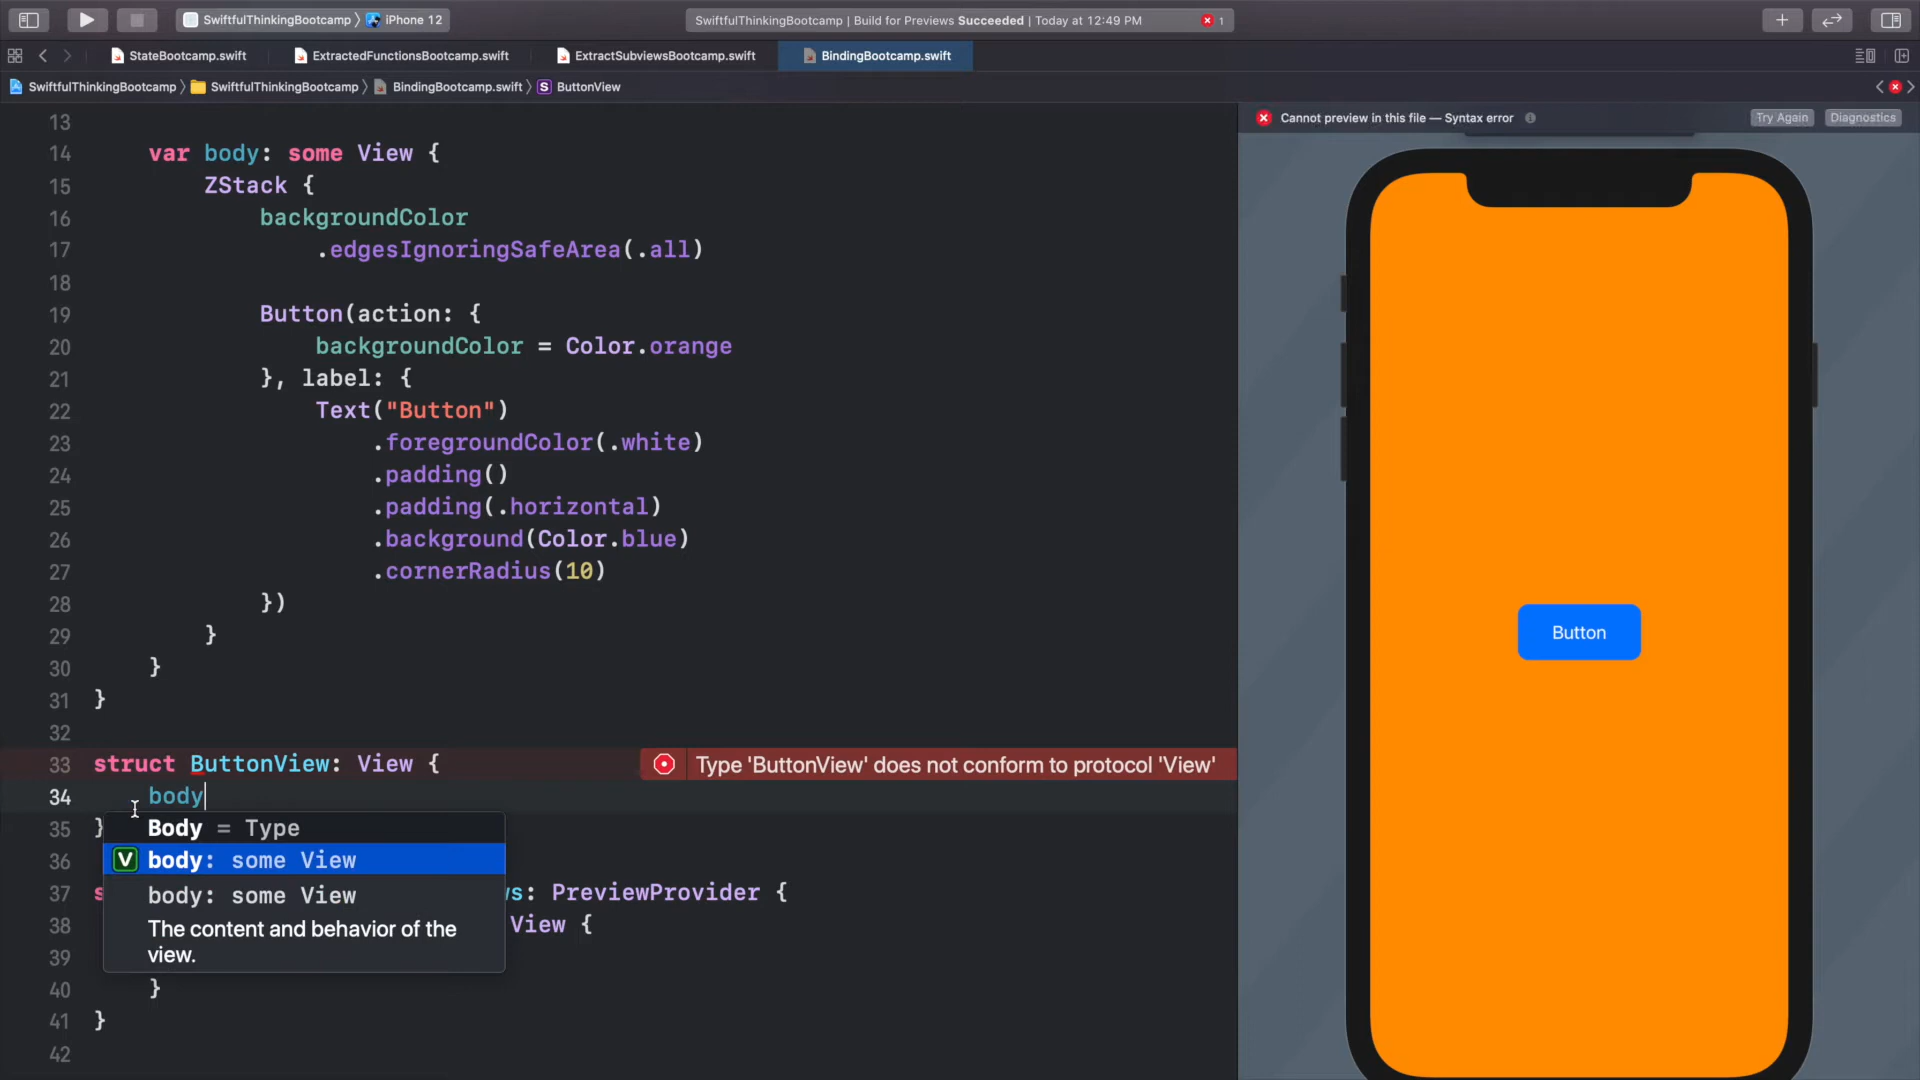 SwiftfulThinkingBootcamp 〉 iPhone 12
SwiftfulThinkingBootcamp | Build for Previews Succeeded | Today at 12:49 PM
1
StateBootcamp.swift
ExtractedFunctionsBootcamp.swift
ExtractSubviewsBootcamp.swift
BindingBootcamp.swift
SwiftfulThinkingBootcamp 〉 SwiftfulThinkingBootcamp 〉 BindingBootcamp.swift 〉 S ButtonView
Cannot preview in this file — Syntax error
Try Again
Diagnostics
13
14 var body: some View {
15 ZStack {
16 backgroundColor
17 .edgesIgnoringSafeArea(.all)
18
19 Button(action: {
20 backgroundColor = Color.orange
21 }, label: {
22 Text("Button")
23 .foregroundColor(.white)
24 .padding()
25 .padding(.horizontal)
26 .background(Color.blue)
27 .cornerRadius(10)
28 })
29 }
30 }
31 }
32
33 struct ButtonView: View {
Type 'ButtonView' does not conform to protocol 'View'
34 body
35 }
Body = Type
V body: some View
body: some View
The content and behavior of the
view.
36
37 s: PreviewProvider {
38 View {
39
40 }
41 }
42
Button